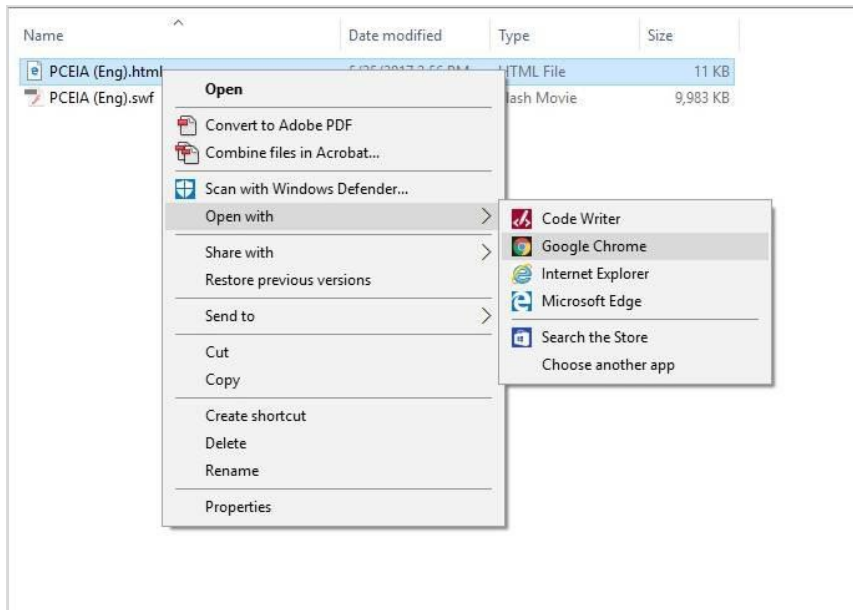 Name Date modified Type Size
PCEIA (Eng).html HTML File 11 KB
PCEIA (Eng).swf lash Movie 9,983 KB
Open
Convert to Adobe PDF
Combine files in Acrobat...
Scan with Windows Defender...
Open with
Share with
Restore previous versions
Send to
Cut
Copy
Create shortcut
Delete
Rename
Properties
Code Writer
Google Chrome
Internet Explorer
Microsoft Edge
Search the Store
Choose another app